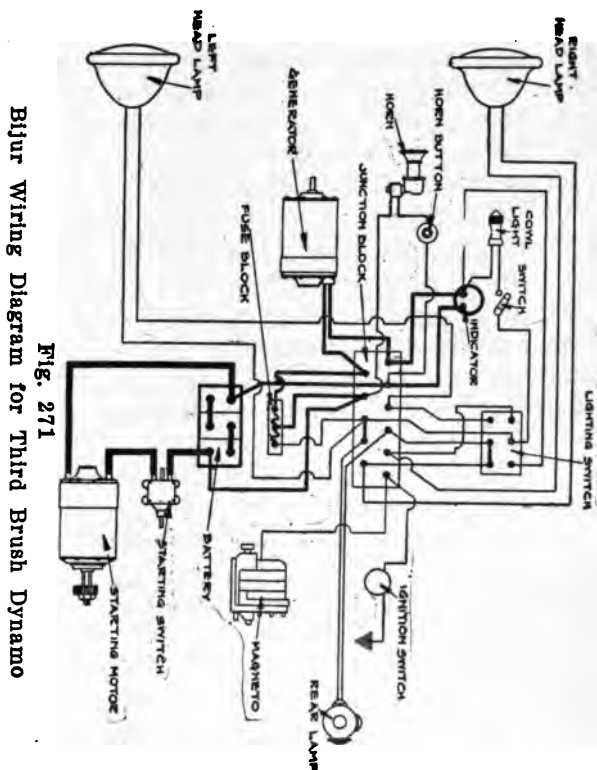 RIGHT
HEAD LAMP
HORN BUTTON
HORN
JUNCTION BLOCK
COWL
LIGHT
SWITCH
INDICATOR
LIGHTING SWITCH
LEFT
HEAD LAMP
GENERATOR
FUSE BLOCK
BATTERY
STARTING SWITCH
STARTING MOTOR
MAGNETO
IGNITION SWITCH
REAR LAMP
Fig. 271
Bijur Wiring Diagram for Third Brush Dynamo